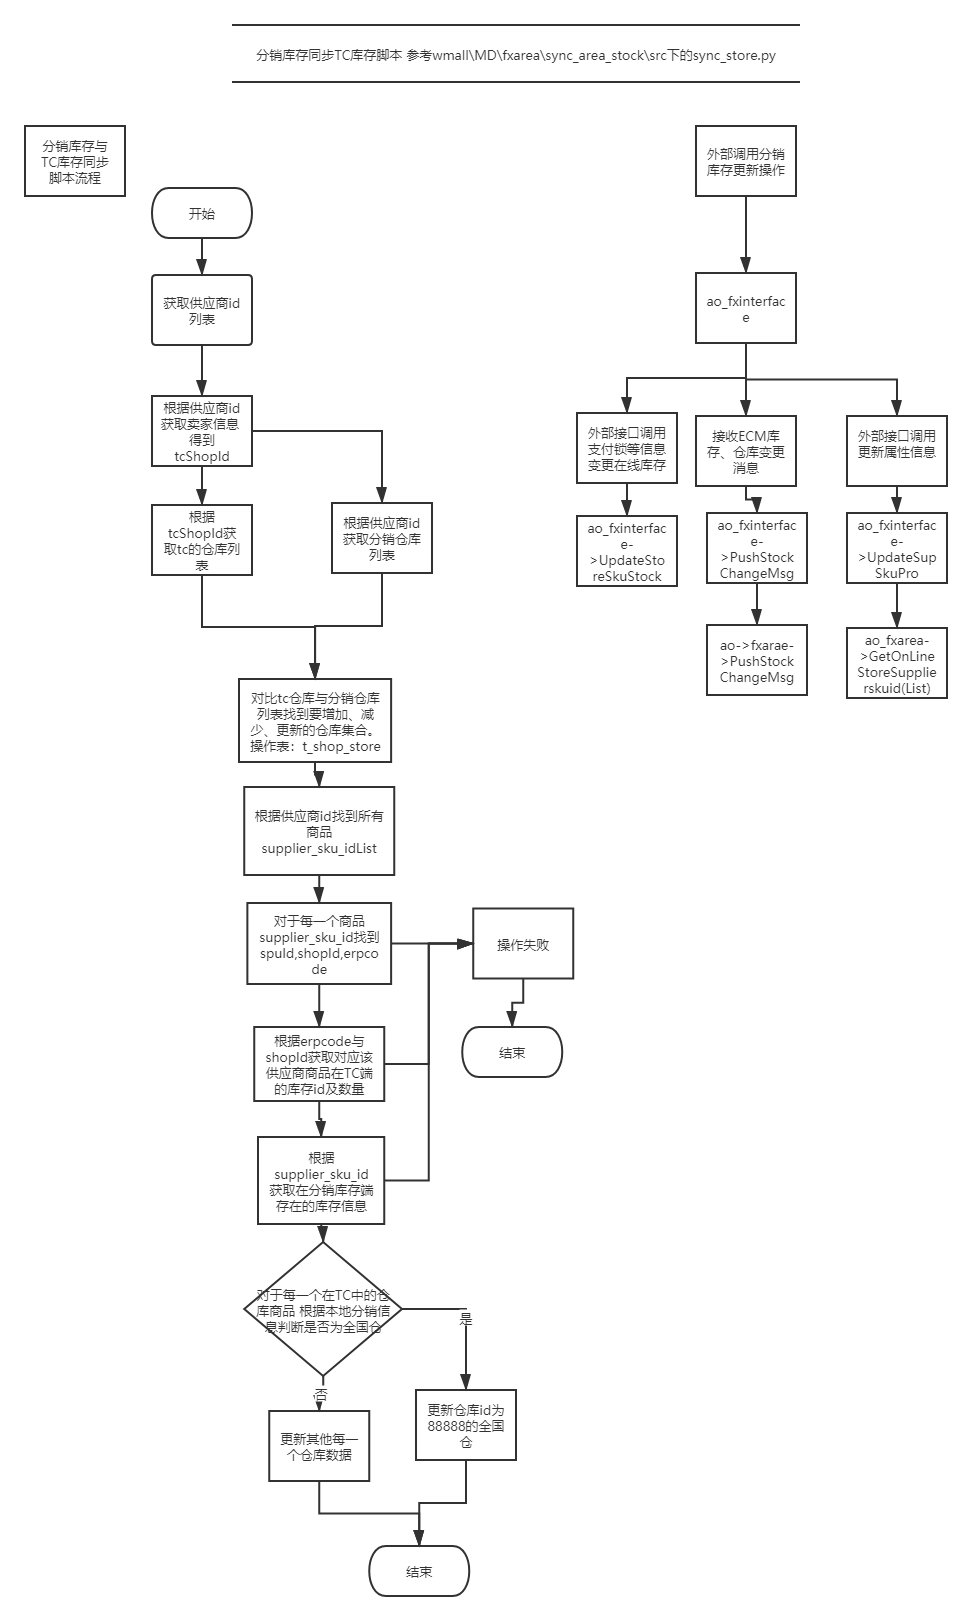 分销库存同步TC库存脚本 参考wmall\MD\fxarea\sync_area_stock\src下的sync_store.py
分销库存与
TC库存同步
脚本流程
开始
获取供应商id
列表
根据供应商id
获取卖家信息
得到
tcShopId
根据
tcShopId获
取tc的仓库列
表
根据供应商id
获取分销仓库
列表
对比tc仓库与分销仓库
列表找到要增加、减
少、更新的仓库集合。
操作表：t_shop_store
根据供应商id找到所有
商品
supplier_sku_idList
对于每一个商品
supplier_sku_id找到
spuId,shopId,erpco
de
操作失败
结束
根据erpcode与
shopId获取对应该
供应商商品在TC端
的库存id及数量
根据
supplier_sku_id
获取在分销库存端
存在的库存信息
对于每一个在TC中的仓
库商品 根据本地分销信
息判断是否为全国仓
是
否
更新仓库id为
88888的全国
仓
更新其他每一
个仓库数据
结束
外部调用分销
库存更新操作
ao_fxinterfac
e
外部接口调用
支付锁等信息
变更在线库存
接收ECM库
存、仓库变更
消息
外部接口调用
更新属性信息
ao_fxinterfac
e-
>UpdateSto
reSkuStock
ao_fxinterfac
e-
>PushStock
ChangeMsg
ao_fxinterfac
e-
>UpdateSup
SkuPro
ao->fxarae-
>PushStock
ChangeMsg
ao_fxarea-
>GetOnLine
StoreSupplie
rskuid(List)